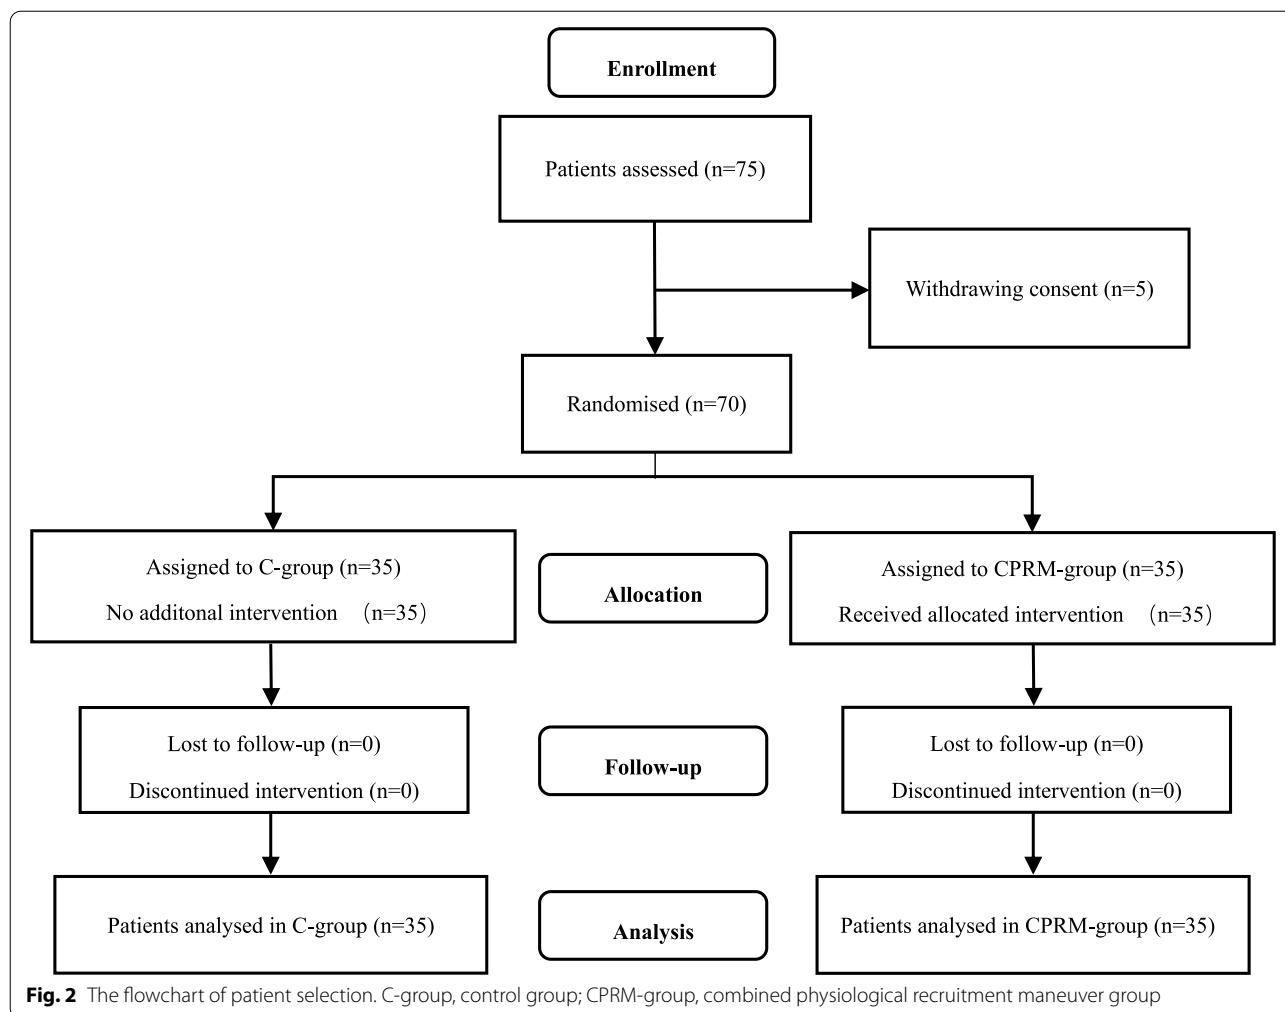 Enrollment
Patients assessed (n=75)
Withdrawing consent (n=5)
Randomised (n=70)
Assigned to C-group (n=35)
No additonal intervention （n=35）
Allocation
Assigned to CPRM-group (n=35)
Received allocated intervention （n=35）
Lost to follow-up (n=0)
Discontinued intervention (n=0)
Follow-up
Lost to follow-up (n=0)
Discontinued intervention (n=0)
Patients analysed in C-group (n=35)
Analysis
Patients analysed in CPRM-group (n=35)
Fig. 2 The flowchart of patient selection. C-group, control group; CPRM-group, combined physiological recruitment maneuver group